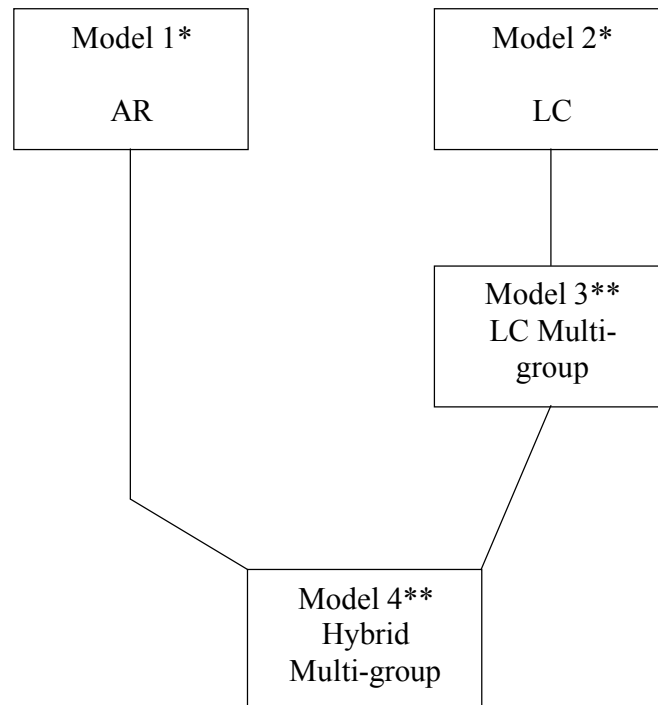 Model 1*
AR
Model 2*
LC
Model 3**
LC Multi-
group
Model 4**
Hybrid
Multi-group